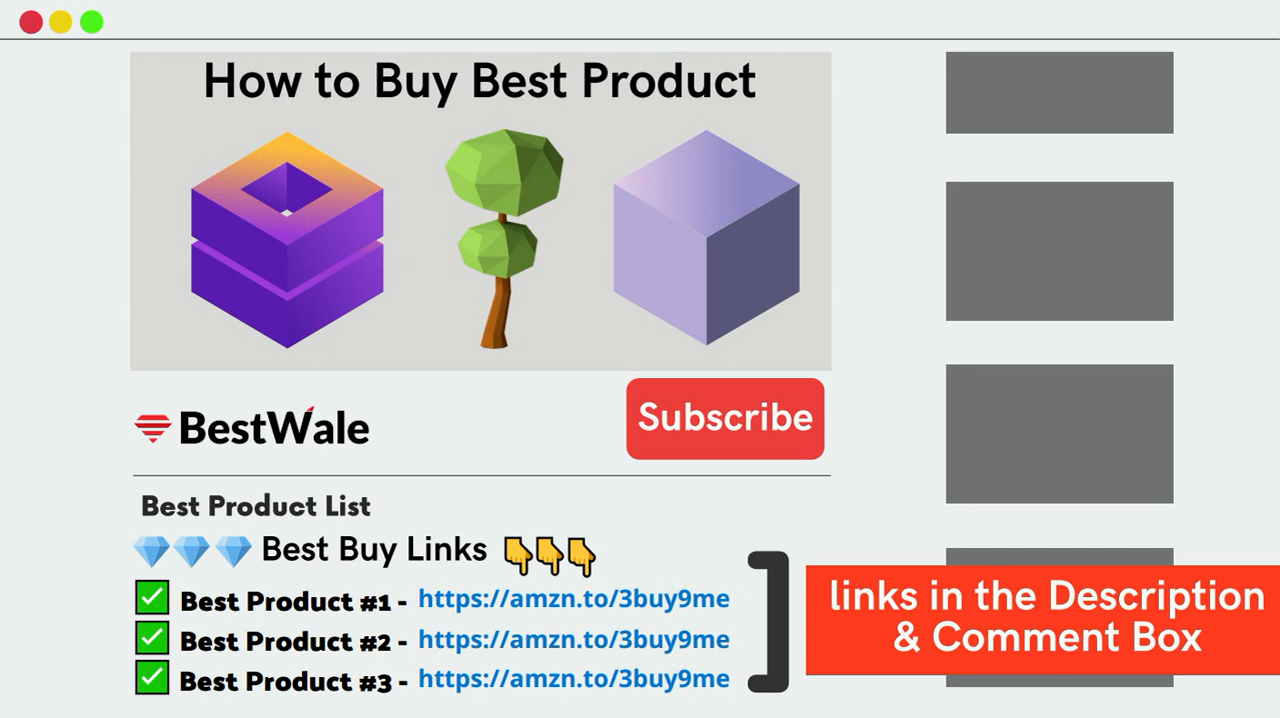 How to Buy Best Product
BestWale
Subscribe
Best Product List
Best Buy Links
Best Product #1 - https://amzn.to/3buy9me
Best Product #2 - https://amzn.to/3buy9me
Best Product #3 - https://amzn.to/3buy9me
links in the Description
& Comment Box